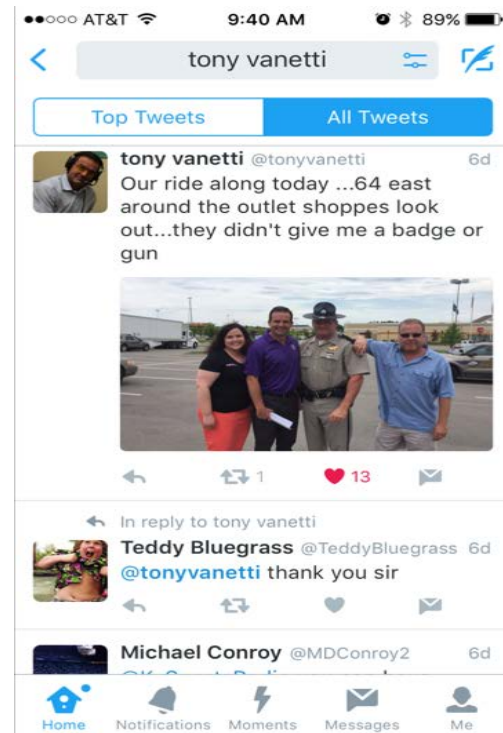 AT&T 9:40 AM 89%
tony vanetti
Top Tweets All Tweets
tony vanetti @tonyvanetti 6d
Our ride along today ...64 east
around the outlet shoppes look
out...they didn't give me a badge or
gun
1 13
In reply to tony vanetti
Teddy Bluegrass @TeddyBluegrass 6d
@tonyvanetti thank you sir
Michael Conroy @MDConroy2 6d
Home Notifications Moments Messages Me